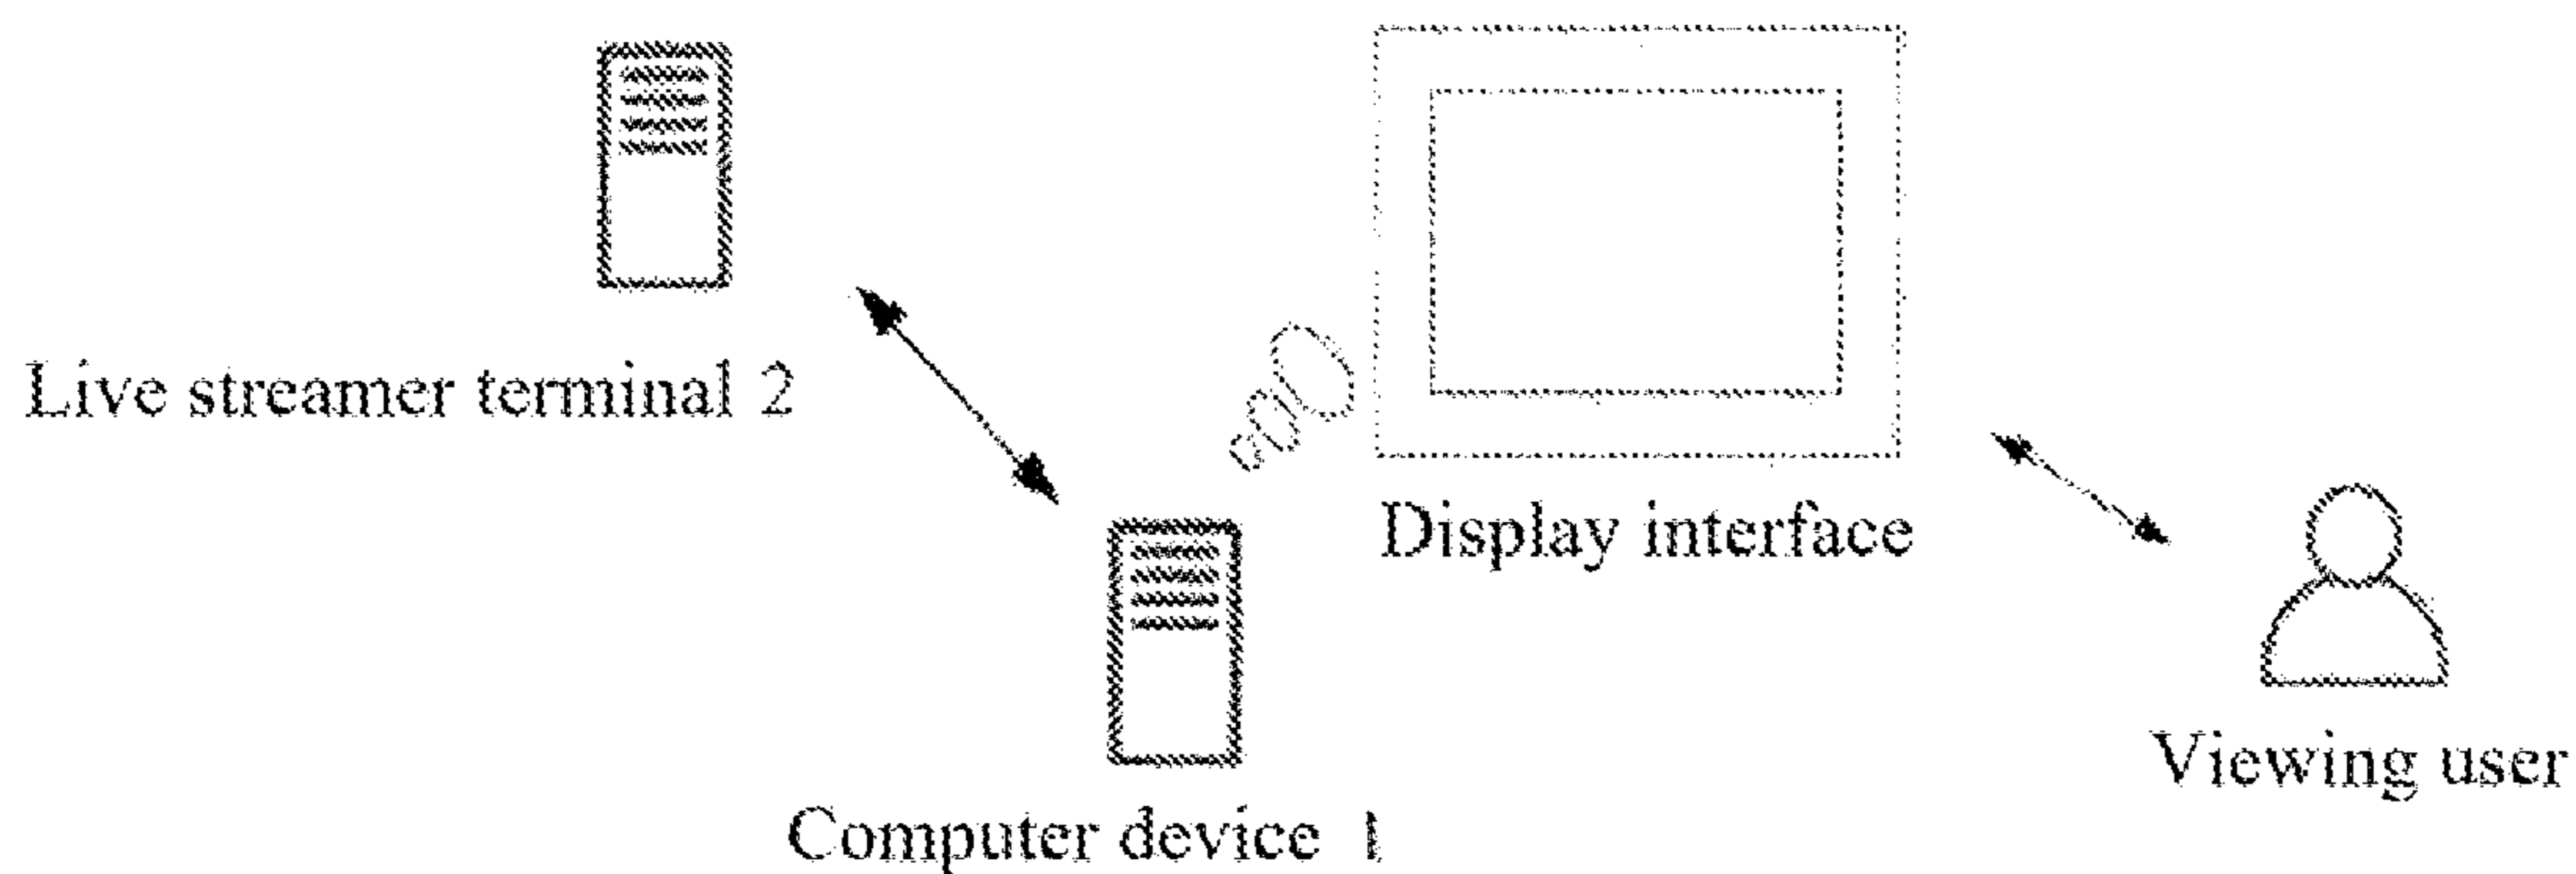 Live streamer terminal 2
Display interface
Viewing user
Computer device 1